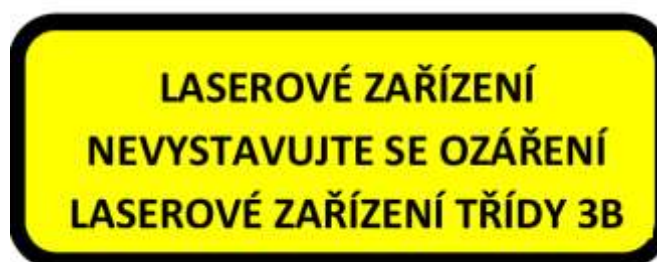 LASEROVÉ ZAŘÍZENÍ
NEVYSTAVUJTE SE OZÁŘENÍ
LASEROVÉ ZAŘÍZENÍ TŘÍDY 3B